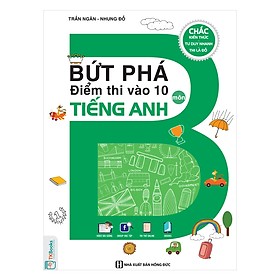 TRẦN NGÂN - NHUNG ĐỖ
CHẮC
KIẾN THỨC
TƯ DUY NHANH
THI LÀ ĐỖ
BỨT PHÁ
Điểm thi vào 10
môn
TIẾNG ANH
MCBooks
NHÀ XUẤT BẢN HỒNG ĐỨC